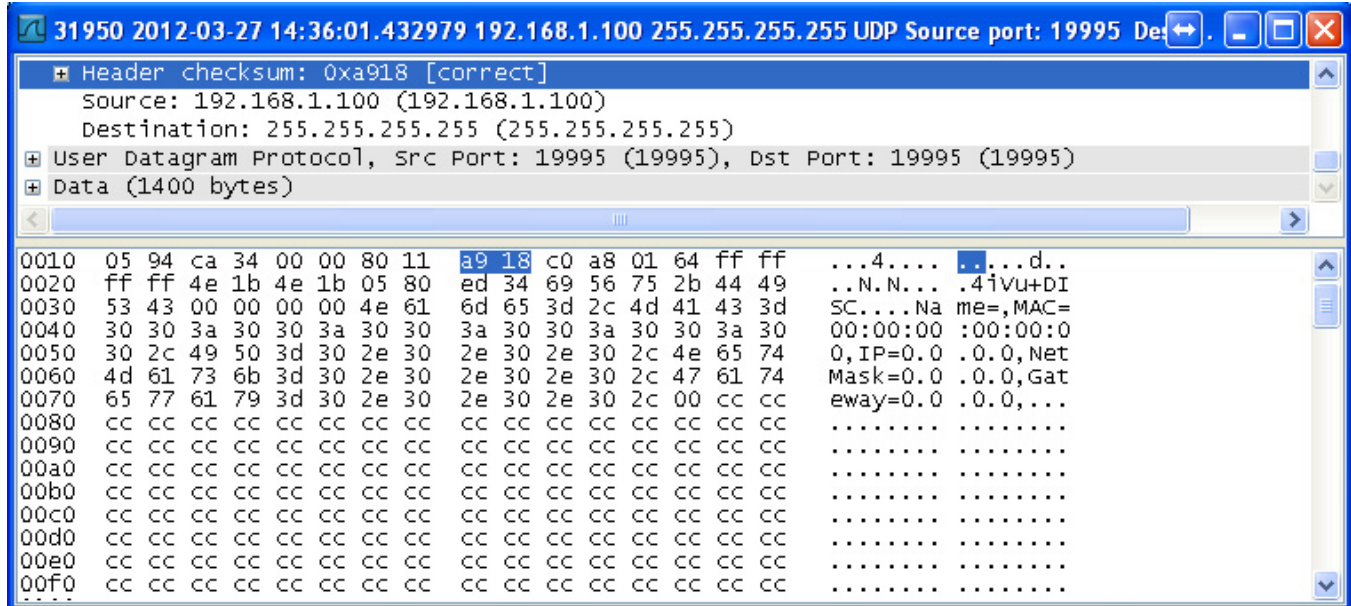 31950 2012-03-27 14:36:01.432979 192.168.1.100 255.255.255.255 UDP Source port: 19995 Des .
Header checksum: 0xa918 [correct]
Source: 192.168.1.100 (192.168.1.100)
Destination: 255.255.255.255 (255.255.255.255)
User Datagram Protocol, Src Port: 19995 (19995), Dst Port: 19995 (19995)
Data (1400 bytes)
0010 05 94 ca 34 00 00 80 11 a9 18 c0 a8 01 64 ff ff ...4.... .....d..
0020 ff ff 4e 1b 4e 1b 05 80 ed 34 69 56 75 2b 44 49 ..N.N... .4iVu+DI
0030 53 43 00 00 00 00 4e 61 6d 65 3d 2c 4d 41 43 3d SC....Na me=,MAC=
0040 30 30 3a 30 30 3a 30 30 3a 30 30 3a 30 30 3a 30 00:00:00 :00:00:0
0050 30 2c 49 50 3d 30 2e 30 2e 30 2e 30 2c 4e 65 74 0,IP=0.0 .0.0,Net
0060 4d 61 73 6b 3d 30 2e 30 2e 30 2e 30 2c 47 61 74 Mask=0.0 .0.0,Gat
0070 65 77 61 79 3d 30 2e 30 2e 30 2e 30 2c 00 cc cc eway=0.0 .0.0,...
0080 cc cc cc cc cc cc cc cc cc cc cc cc cc cc cc cc ........ ........
0090 cc cc cc cc cc cc cc cc cc cc cc cc cc cc cc cc ........ ........
00a0 cc cc cc cc cc cc cc cc cc cc cc cc cc cc cc cc ........ ........
00b0 cc cc cc cc cc cc cc cc cc cc cc cc cc cc cc cc ........ ........
00c0 cc cc cc cc cc cc cc cc cc cc cc cc cc cc cc cc ........ ........
00d0 cc cc cc cc cc cc cc cc cc cc cc cc cc cc cc cc ........ ........
00e0 cc cc cc cc cc cc cc cc cc cc cc cc cc cc cc cc ........ ........
00f0 cc cc cc cc cc cc cc cc cc cc cc cc cc cc cc cc ........ ........